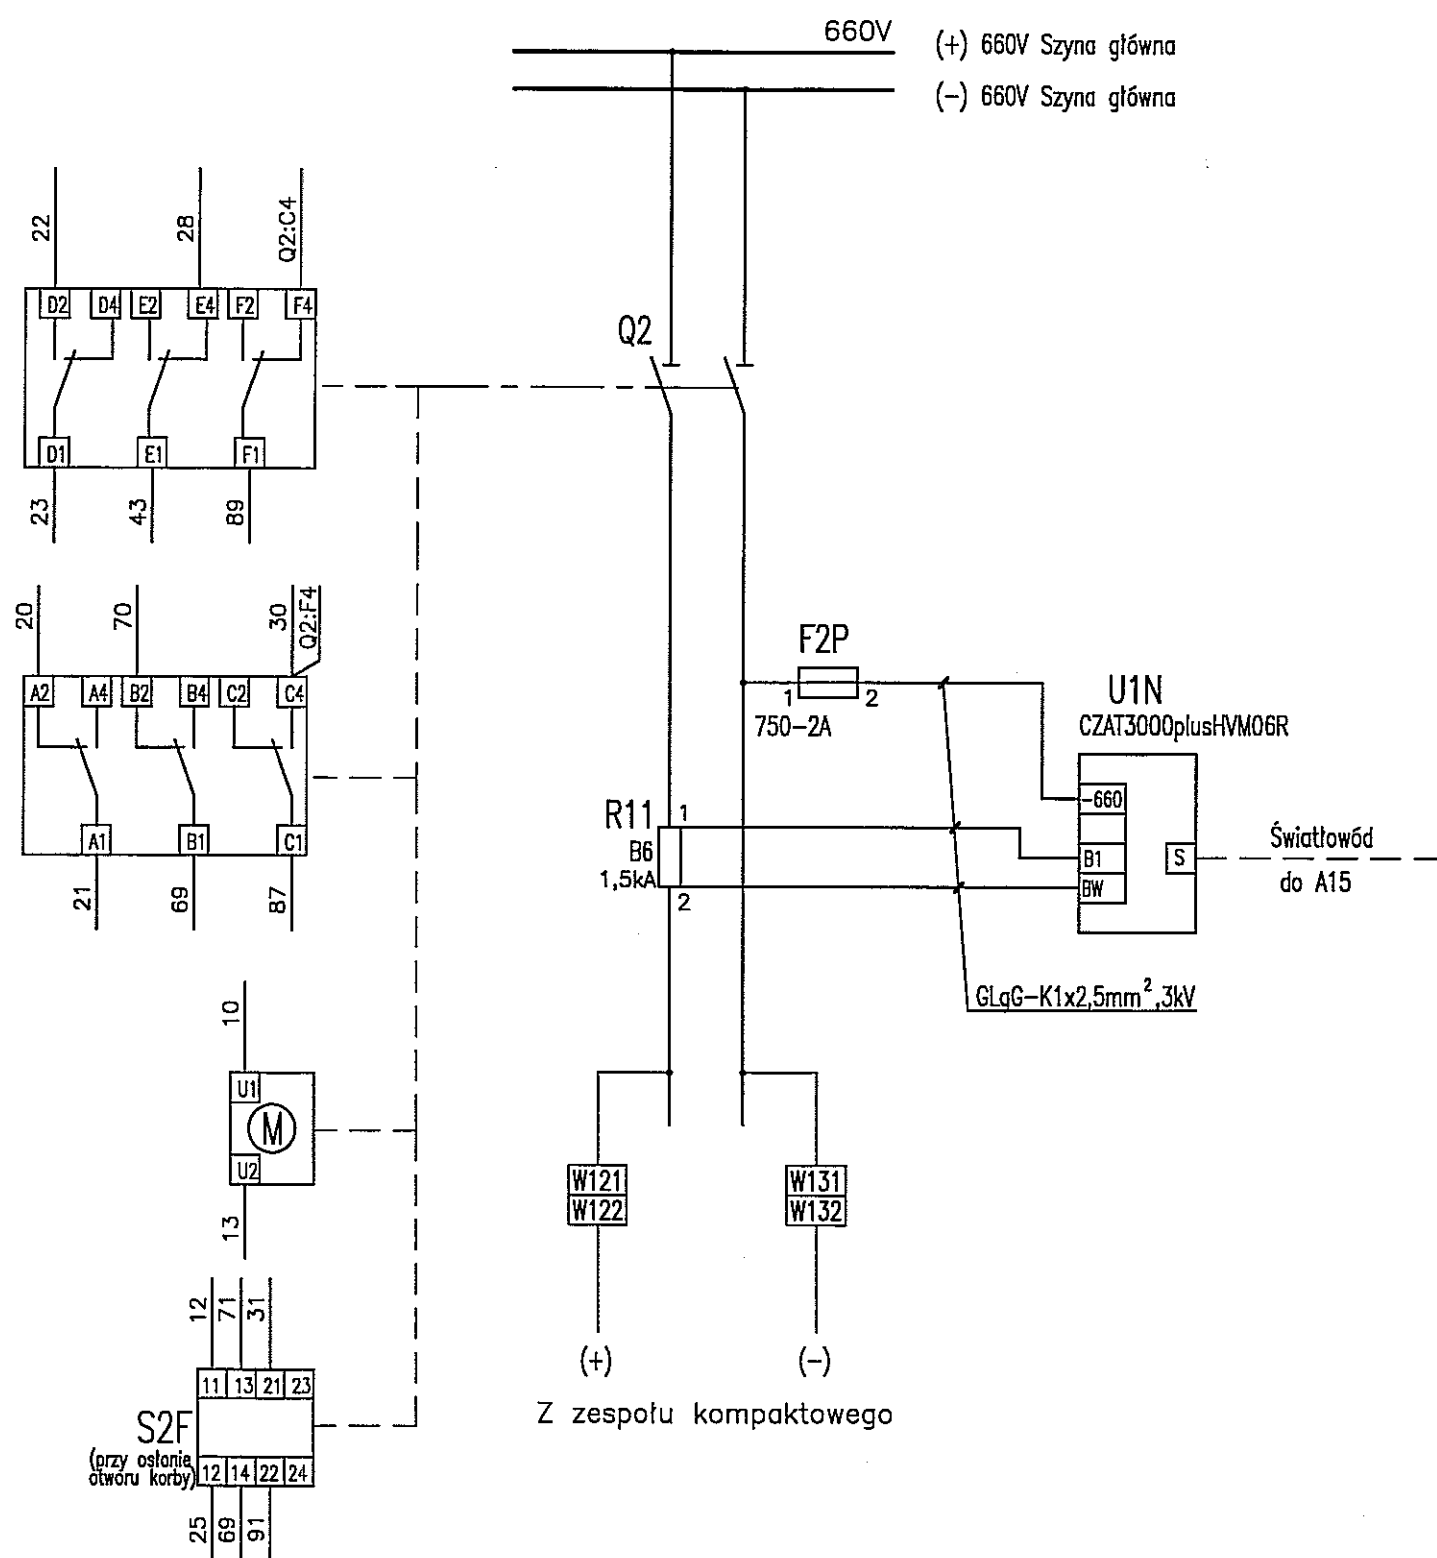 660V
(+) 660V Szyna główna
(-) 660V Szyna główna
22
28
Q2:C4
D2 D4 E2 E4 F2 F4
D1 E1 F1
23
43
89
Q2
20
70
30
Q2:F4
A2 A4 B2 B4 C2 C4
A1 B1 C1
21
69
87
F2P
1 2
750-2A
U1N
CZAT3000plusHVM06R
-660
B1
BW
S
Światłowód
do A15
R11
B6
1,5kA
1
2
GLgG-K1x2,5mm²,3kV
10
U1
M
U2
13
W121
W122
W131
W132
(+)
(-)
Z zespołu kompaktowego
12
71
31
11 13 21 23
S2F
(przy osłonie
otworu korby)
12 14 22 24
25
69
91